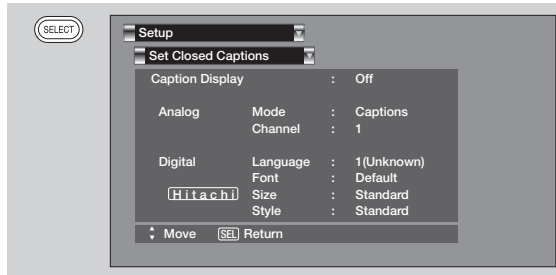 SELECT
Setup
Set Closed Captions
Caption Display : Off
Analog Mode : Captions
Channel : 1
Digital Language : 1(Unknown)
Font : Default
Hitachi Size : Standard
Style : Standard
Move SEL Return